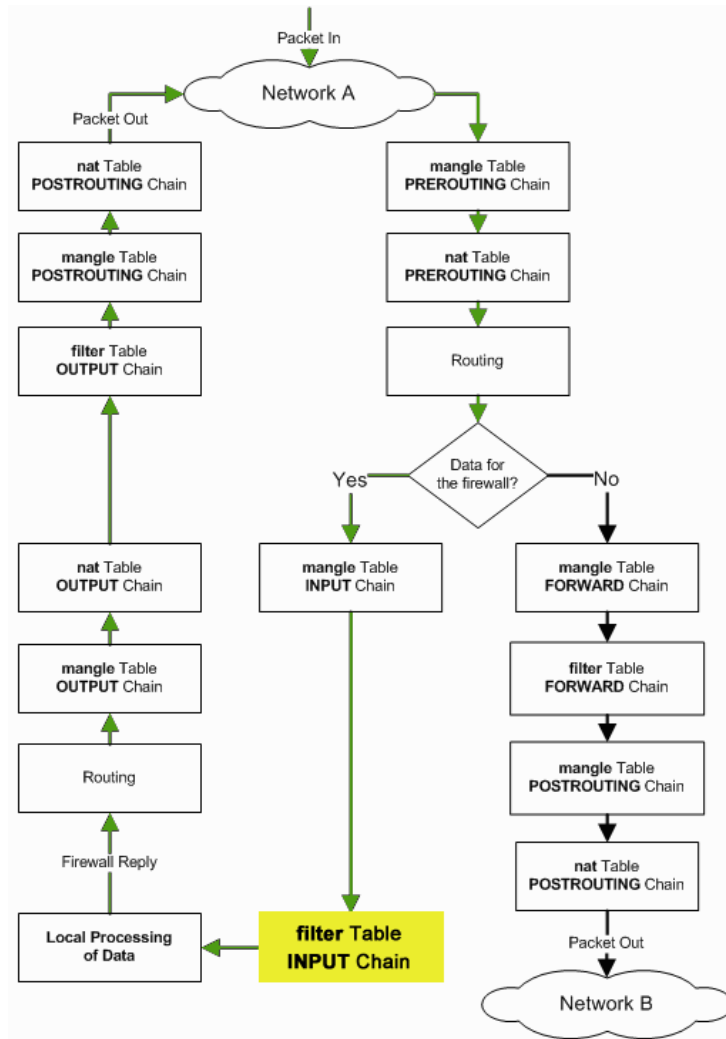 Packet In
Network A
Packet Out
nat Table
POSTROUTING Chain
mangle Table
POSTROUTING Chain
filter Table
OUTPUT Chain
nat Table
OUTPUT Chain
mangle Table
OUTPUT Chain
Routing
Firewall Reply
Local Processing
of Data
mangle Table
PREROUTING Chain
nat Table
PREROUTING Chain
Routing
Data for
the firewall?
Yes
No
mangle Table
INPUT Chain
filter Table
INPUT Chain
mangle Table
FORWARD Chain
filter Table
FORWARD Chain
mangle Table
POSTROUTING Chain
nat Table
POSTROUTING Chain
Packet Out
Network B